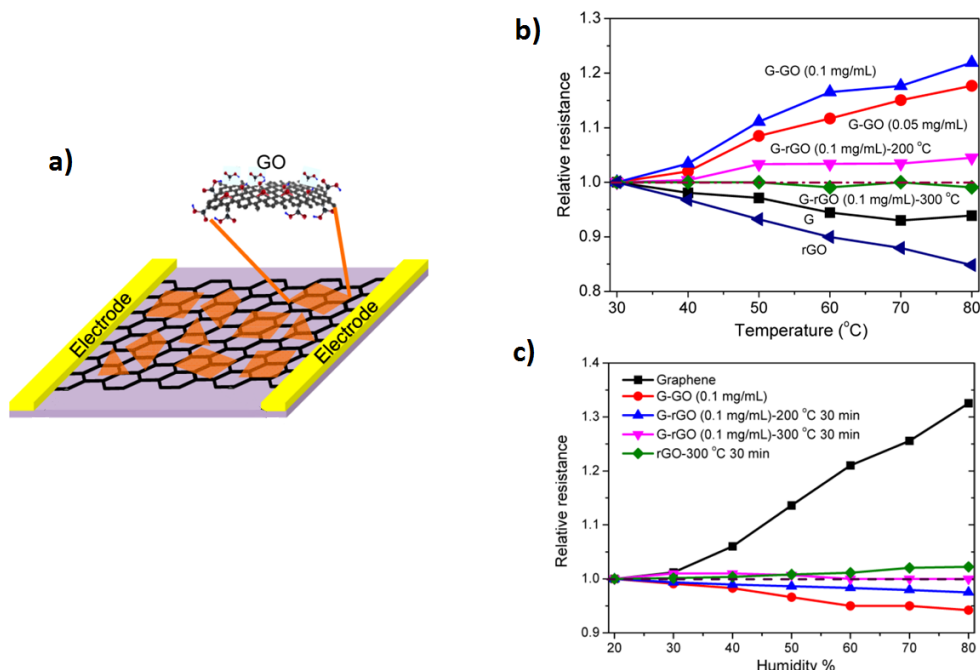 a)
GO
Electrode
Electrode
b)
1.3
1.2
1.1
1.0
0.9
0.8
Relative resistance
G-GO (0.1 mg/mL)
G-GO (0.05 mg/mL)
G-rGO (0.1 mg/mL)-200 °C
G-rGO (0.1 mg/mL)-300 °C
G
rGO
30 40 50 60 70 80
Temperature (°C)
c)
1.4
1.3
1.2
1.1
1.0
0.9
Relative resistance
Graphene
G-GO (0.1 mg/mL)
G-rGO (0.1 mg/mL)-200 °C 30 min
G-rGO (0.1 mg/mL)-300 °C 30 min
rGO-300 °C 30 min
20 30 40 50 60 70 80
Humidity %